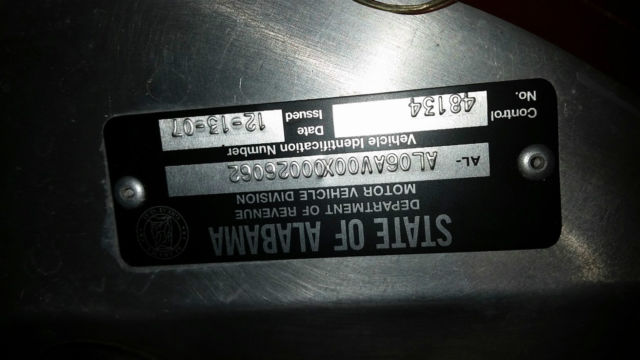 STATE OF ALABAMA
DEPARTMENT OF REVENUE
MOTOR VEHICLE DIVISION
AL- AL06AV00X00026062
Vehicle Identification Number
Control No. 48134 Date Issued 12-13-07